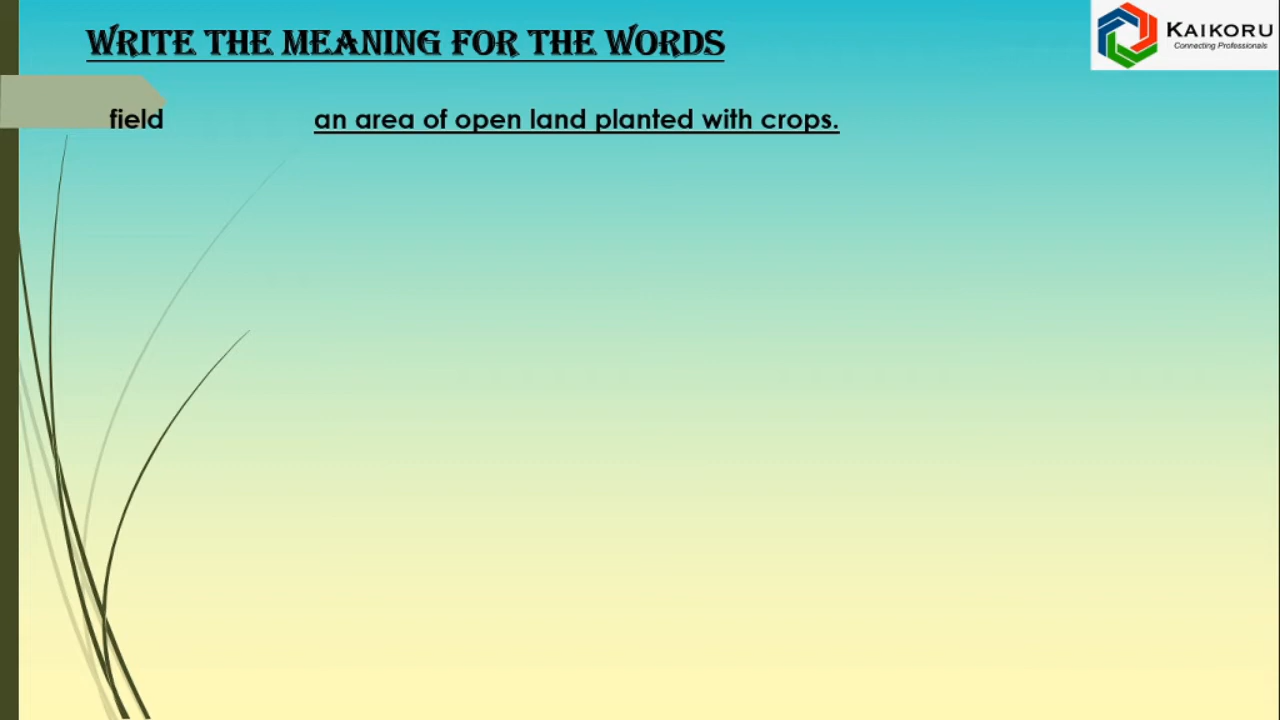 WRITE THE MEANING FOR THE WORDS
KAIKORU
Connecting Professionals
field an area of open land planted with crops.